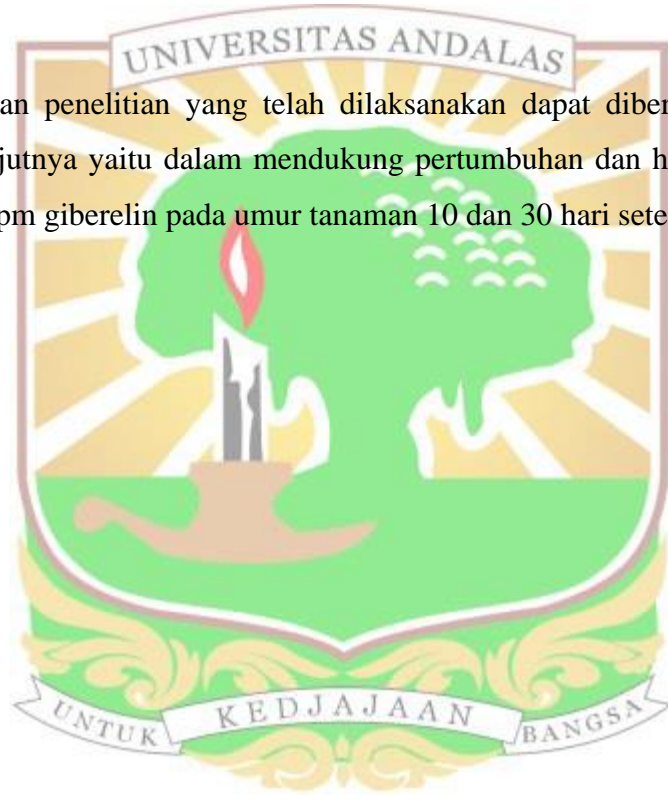 UNIVERSITAS ANDALAS
an penelitian yang telah dilaksanakan dapat diber
jutnya yaitu dalam mendukung pertumbuhan dan h
pm giberelin pada umur tanaman 10 dan 30 hari sete
UNTUK KEDJAJAAN BANGSA